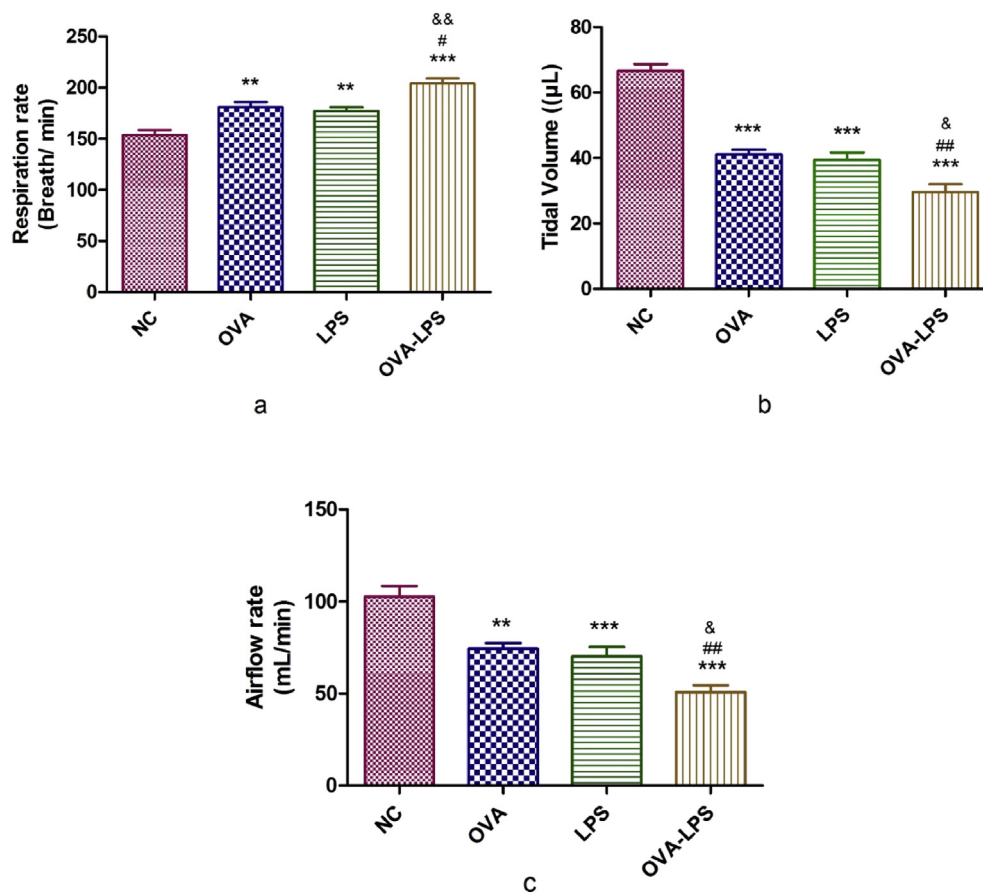 Respiration rate
(Breath/ min)
250
200
150
100
50
0
**
**
&&
#
***
NC
OVA
LPS
OVA-LPS
a
Tidal Volume ((µL)
60
40
20
0
***
***
&
##
***
NC
OVA
LPS
OVA-LPS
b
Airflow rate
(mL/min)
150
100
50
0
**
***
&
##
***
NC
OVA
LPS
OVA-LPS
c